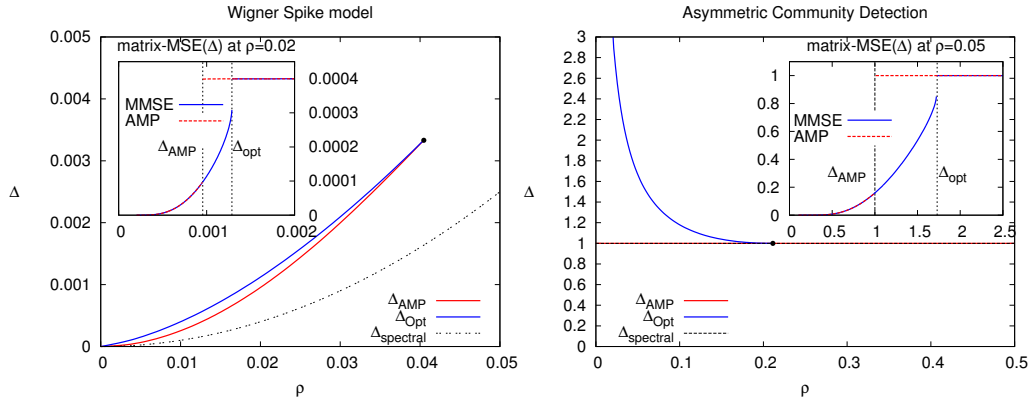 Wigner Spike model
0.005
0.004
0.003
0.002
0.001
0
Δ
0
0.01
0.02
0.03
0.04
0.05
ρ
matrix-MSE(Δ) at ρ=0.02
MMSE
AMP
Δ_AMP
Δ_opt
0.0004
0.0003
0.0002
0.0001
0
0
0.001
0.002
Δ_AMP
Δ_Opt
Δ_spectral
Asymmetric Community Detection
3
2.8
2.6
2.4
2.2
2
1.8
1.6
1.4
1.2
1
0.8
0.6
0.4
0.2
0
Δ
0
0.1
0.2
0.3
0.4
0.5
ρ
matrix-MSE(Δ) at ρ=0.05
MMSE
AMP
Δ_AMP
Δ_opt
1
0.8
0.6
0.4
0.2
0
0
0.5
1
1.5
2
2.5
Δ_AMP
Δ_Opt
Δ_spectral